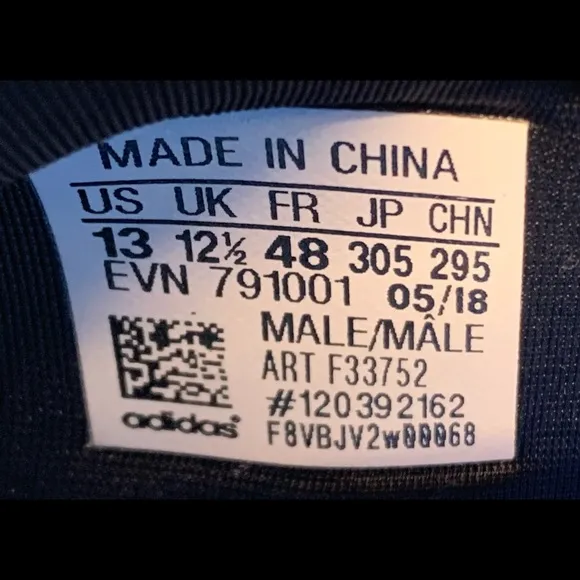 MADE IN CHINA
US UK FR JP CHN
13 12½ 48 305 295
EVN 791001 05/18
MALE/MÂLE
ART F33752
#120392162
adidas®
F8VBJV2w00068